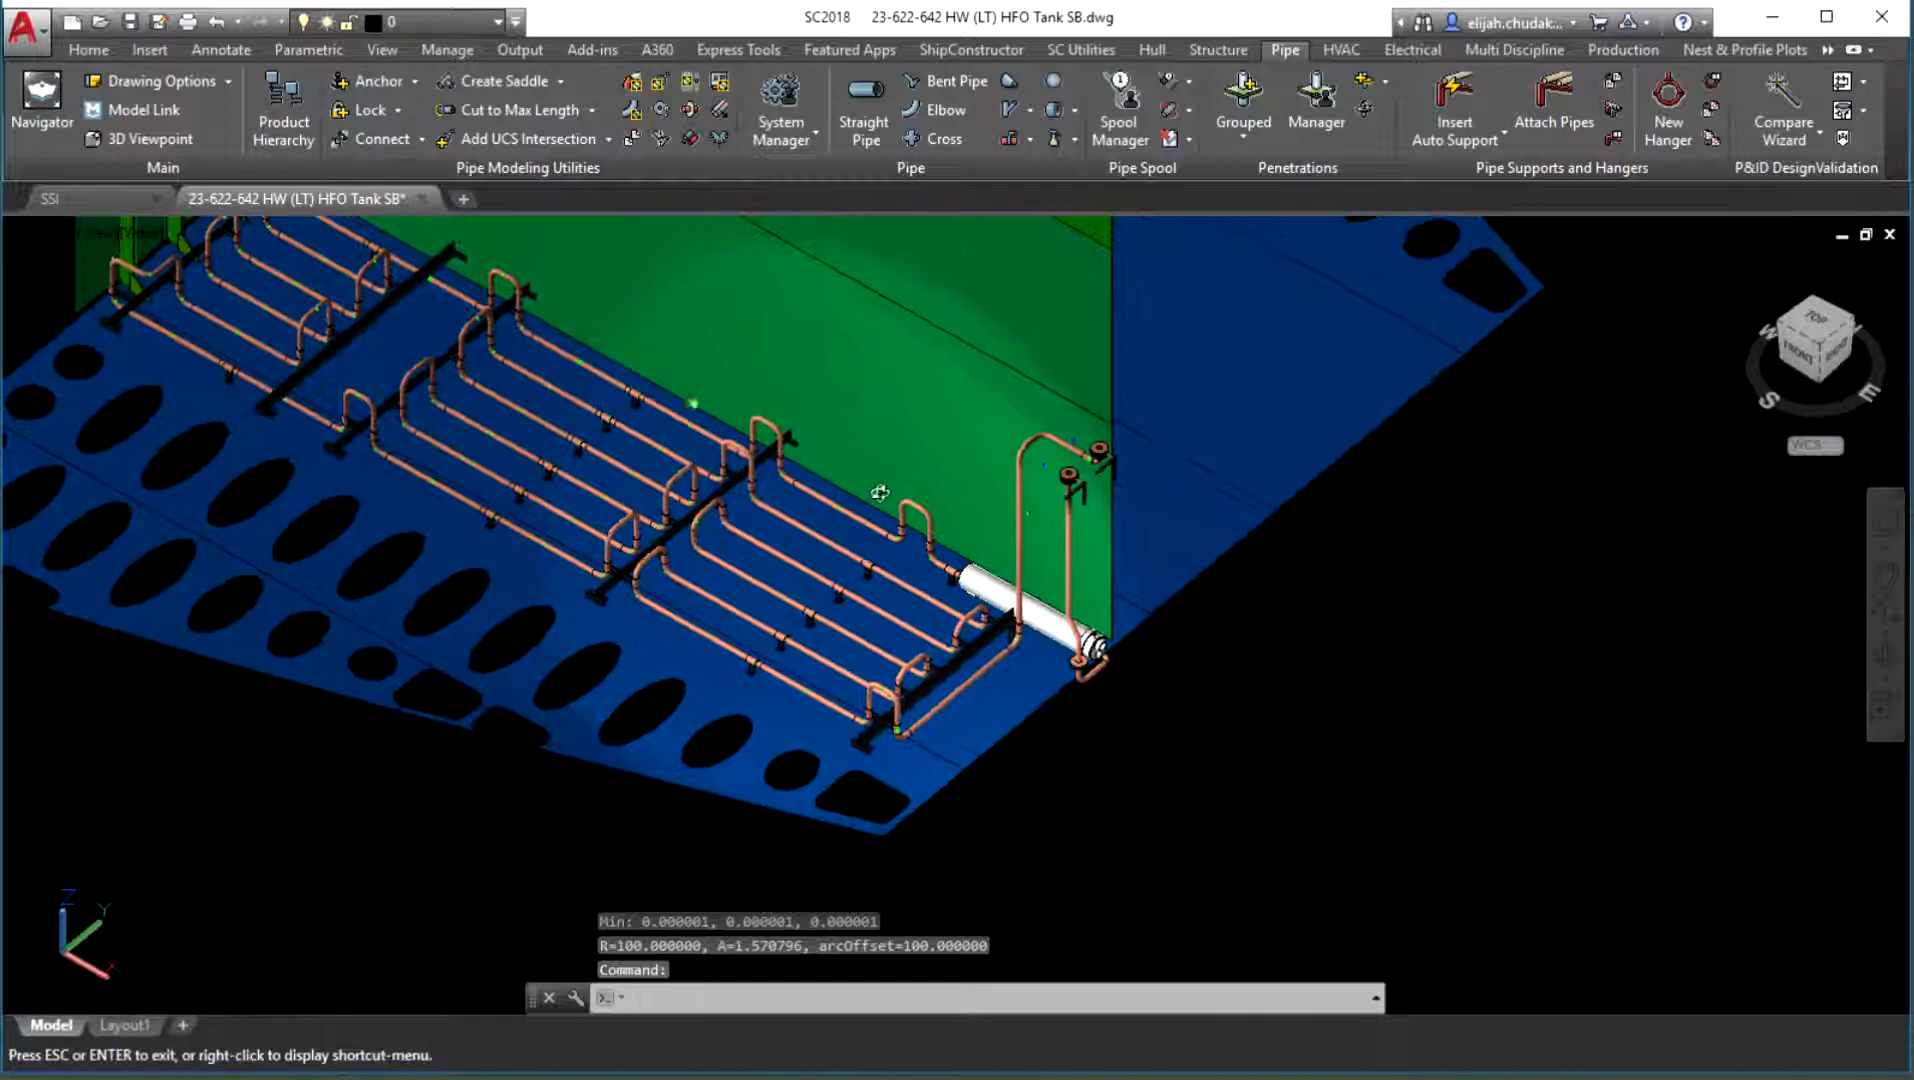 0
SC2018 23-622-642 HW (LT) HFO Tank SB.dwg
elijah.chudak...
Home Insert Annotate Parametric View Manage Output Add-ins A360 Express Tools Featured Apps ShipConstructor SC Utilities Hull Structure Pipe HVAC Electrical Multi Discipline Production Nest & Profile Plots
Navigator
Drawing Options
Model Link
3D Viewpoint
Main
Product
Hierarchy
Anchor
Lock
Connect
Create Saddle
Cut to Max Length
Add UCS Intersection
Pipe Modeling Utilities
System
Manager
Straight
Pipe
Bent Pipe
Elbow
Cross
Pipe
Spool
Manager
Pipe Spool
Grouped
Manager
Penetrations
Insert
Auto Support
Attach Pipes
New
Hanger
Pipe Supports and Hangers
Compare
Wizard
P&ID DesignValidation
SSI
23-622-642 HW (LT) HFO Tank SB*
TOP
FRONT
RIGHT
W
S
E
WCS
Z
Y
X
Min: 0.000001, 0.000001, 0.000001
R=100.000000, A=1.570796, arcOffset=100.000000
Command:
Model Layout1
Press ESC or ENTER to exit, or right-click to display shortcut-menu.